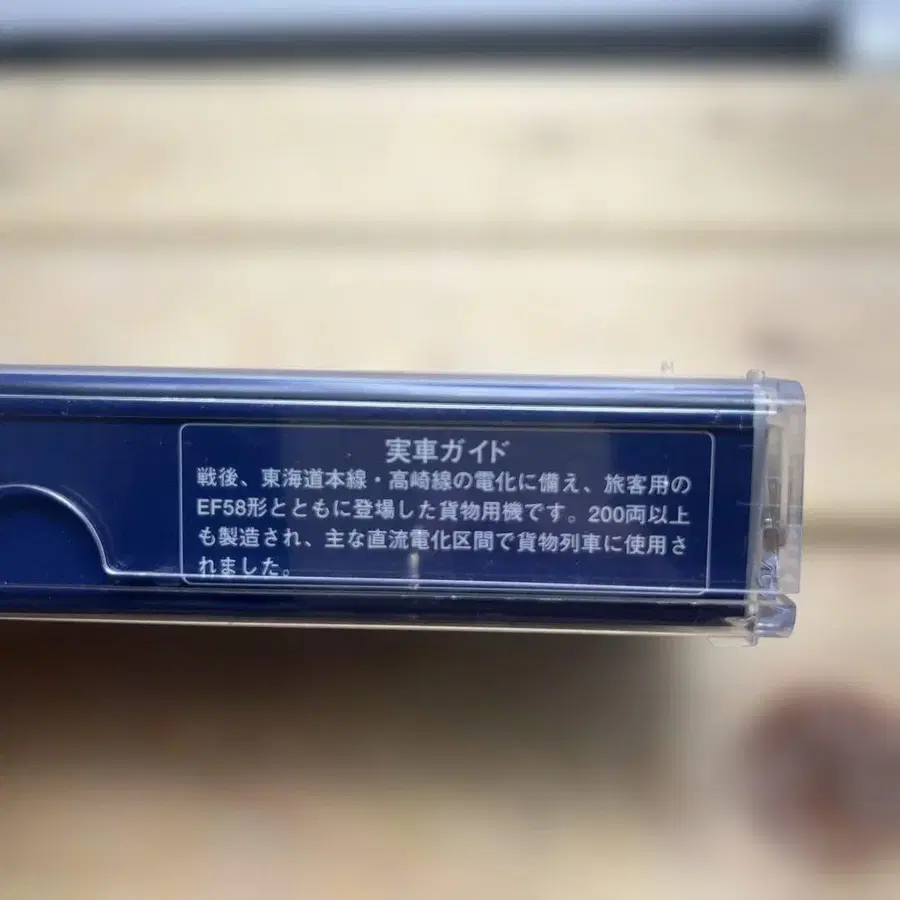 実車ガイド
戦後、東海道本線・高崎線の電化に備え、旅客用の
EF58形とともに登場した貨物用機です。200両以上
も製造され、主な直流電化区間で貨物列車に使用さ
れました。